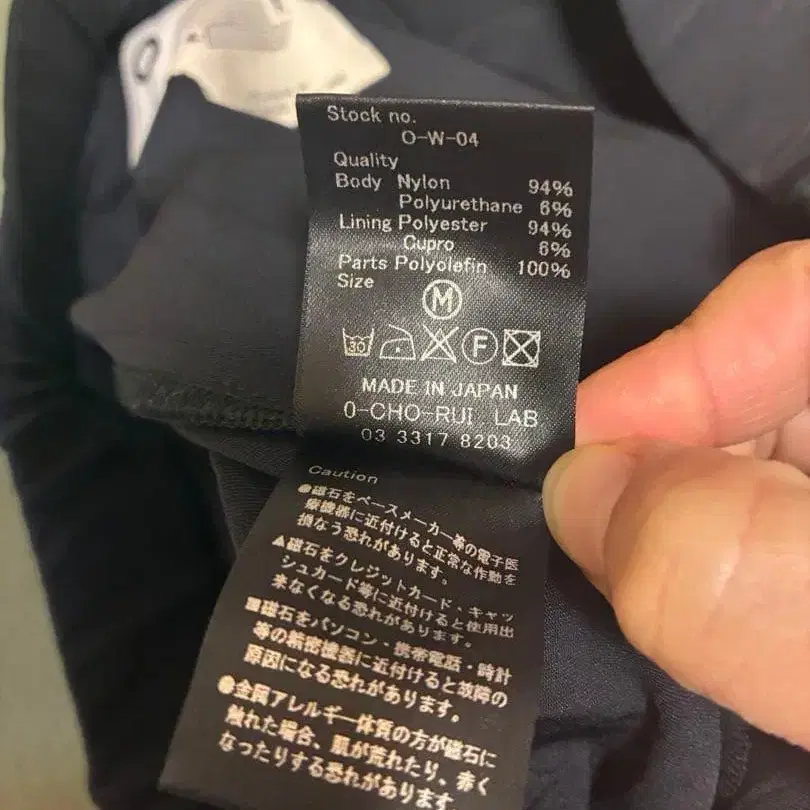 Stock no.
O-W-04
Quality
Body Nylon 94%
Polyurethane 6%
Lining Polyester 94%
Cupro 6%
Parts Polyolefin 100%
Size
M
30 F
MADE IN JAPAN
0-CHO-RUI. LAB
03 3317 8203
Caution
●磁石をペースメーカー等の電子医
療機器に近付けると正常な作動を
損なう恐れがあります。
▲磁石をクレジットカード・キャッ
シュカード等に近付けると使用出
来なくなる恐れがあります。
■磁石をパソコン・携帯電話・時計
等の精密機器に近付けると故障の
原因になる恐れがあります。
●金属アレルギー体質の方が磁石に
触れた場合、肌が荒れたり、赤く
なったりする恐れがあります